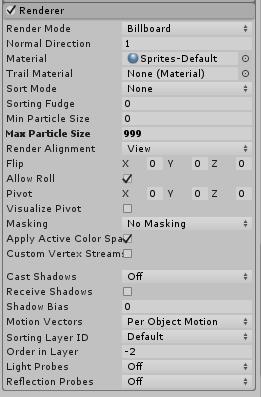 Renderer
Render Mode Billboard
Normal Direction 1
Material Sprites-Default
Trail Material None (Material)
Sort Mode None
Sorting Fudge 0
Min Particle Size 0
Max Particle Size 999
Render Alignment View
Flip X 0 Y 0 Z 0
Allow Roll
Pivot X 0 Y 0 Z 0
Visualize Pivot
Masking No Masking
Apply Active Color Spa
Custom Vertex Streams
Cast Shadows Off
Receive Shadows
Shadow Bias 0
Motion Vectors Per Object Motion
Sorting Layer ID Default
Order in Layer -2
Light Probes Off
Reflection Probes Off